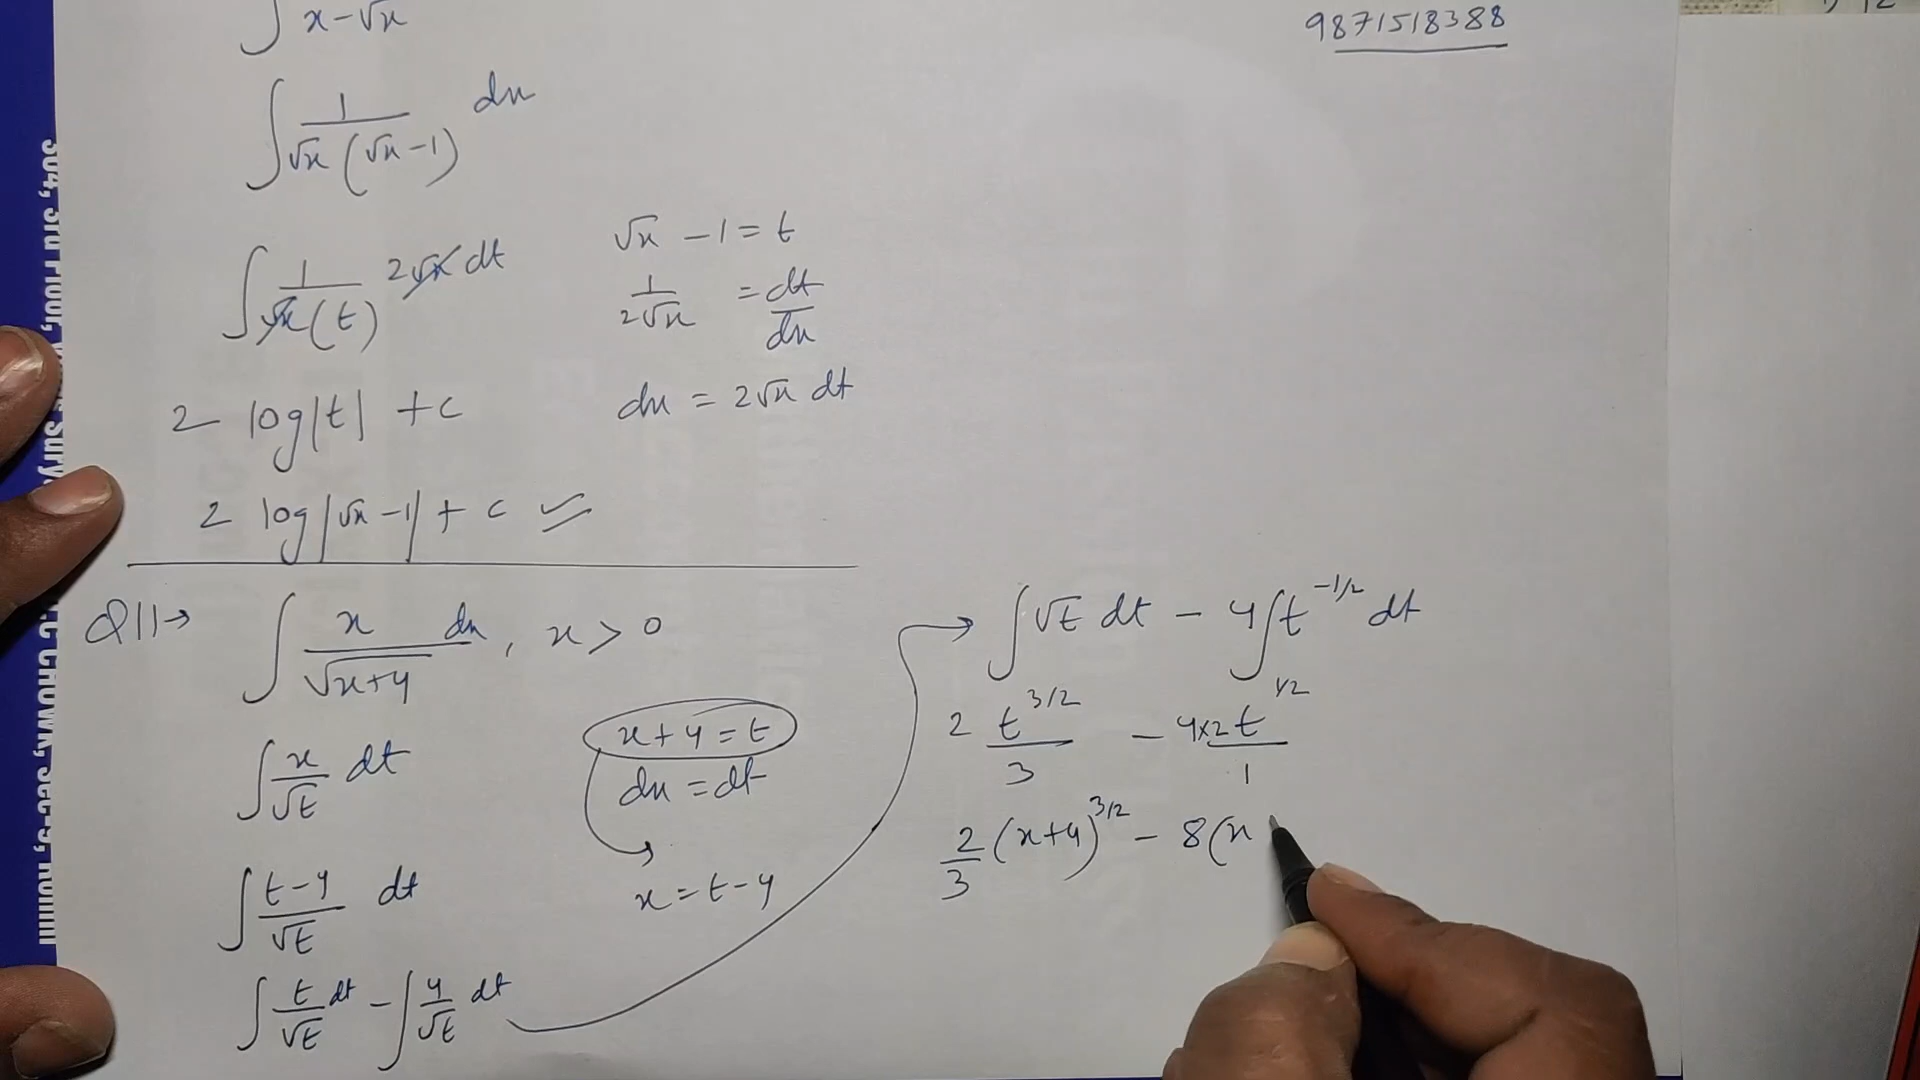 9871518388
∫ x-√x
∫ 1/(√x (√x-1)) dx
∫ 1/(√x(t)) 2√x dt
√x - 1 = t
1/(2√x) = dt/dx
dx = 2√x dt
2 log|t| + c
2 log|√x - 1| + c
Q11→ ∫ x dx/√(x+4) , x > 0
∫ x/√t dt
x+4 = t
dx = dt
x = t-4
∫ (t-4)/√t dt
∫ t/√t dt - ∫ 4/√t dt
→ ∫ √t dt - 4∫ t^(-1/2) dt
2 t^(3/2)/3 - 4×2 t^(1/2)/1
2/3 (x+4)^(3/2) - 8(x